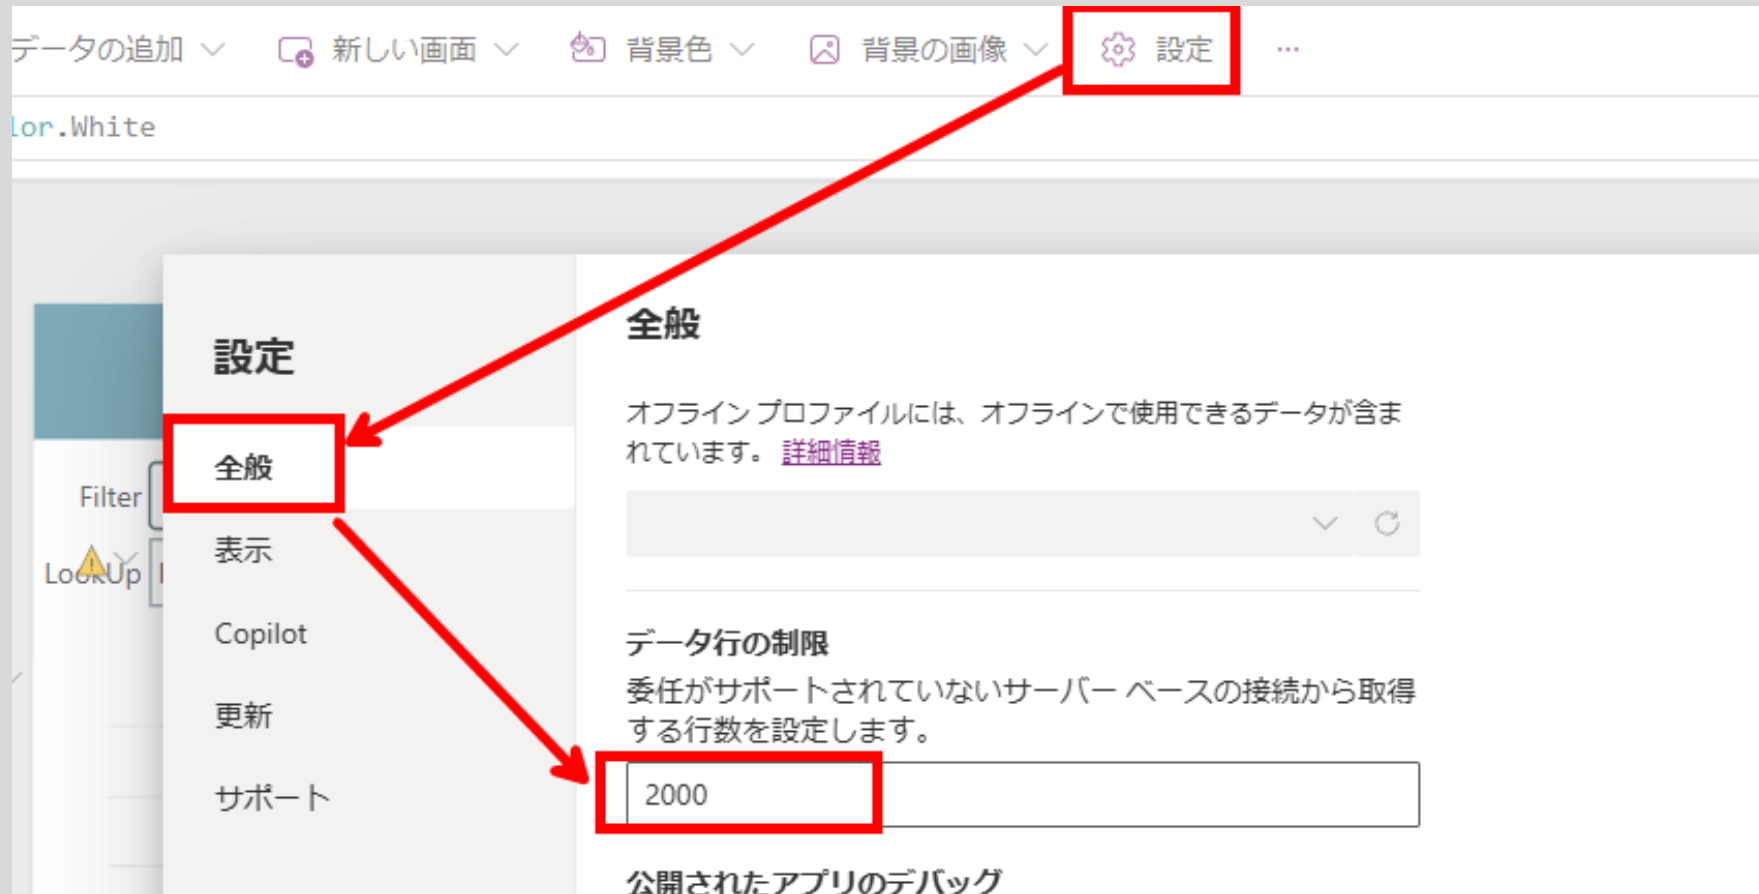 データの追加 新しい画面 背景色 背景の画像 設定 …
lor.White
設定
全般
表示
Copilot
更新
サポート
Filter
LookUp
全般
オフライン プロファイルには、オフラインで使用できるデータが含ま
れています。 詳細情報
データ行の制限
委任がサポートされていないサーバー ベースの接続から取得
する行数を設定します。
2000
公開されたアプリのデバッグ